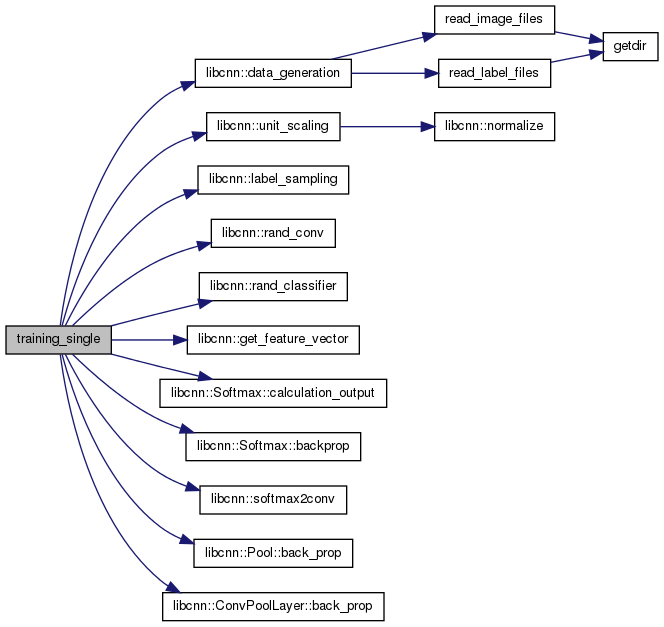 read_image_files
getdir
libcnn::data_generation
read_label_files
libcnn::unit_scaling
libcnn::normalize
libcnn::label_sampling
libcnn::rand_conv
libcnn::rand_classifier
training_single
libcnn::get_feature_vector
libcnn::Softmax::calculation_output
libcnn::Softmax::backprop
libcnn::softmax2conv
libcnn::Pool::back_prop
libcnn::ConvPoolLayer::back_prop